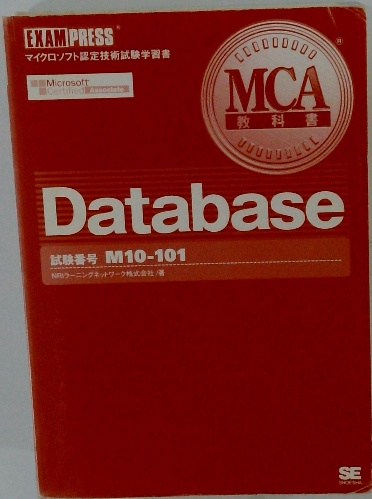 EXAMPRESS®
マイクロソフト認定技術試験学習書
Microsoft
Certified Associate
MCA ®
教科書
Database
試験番号 M10-101
NRIラーニングネットワーク株式会社/著
SE
SHOEISHA